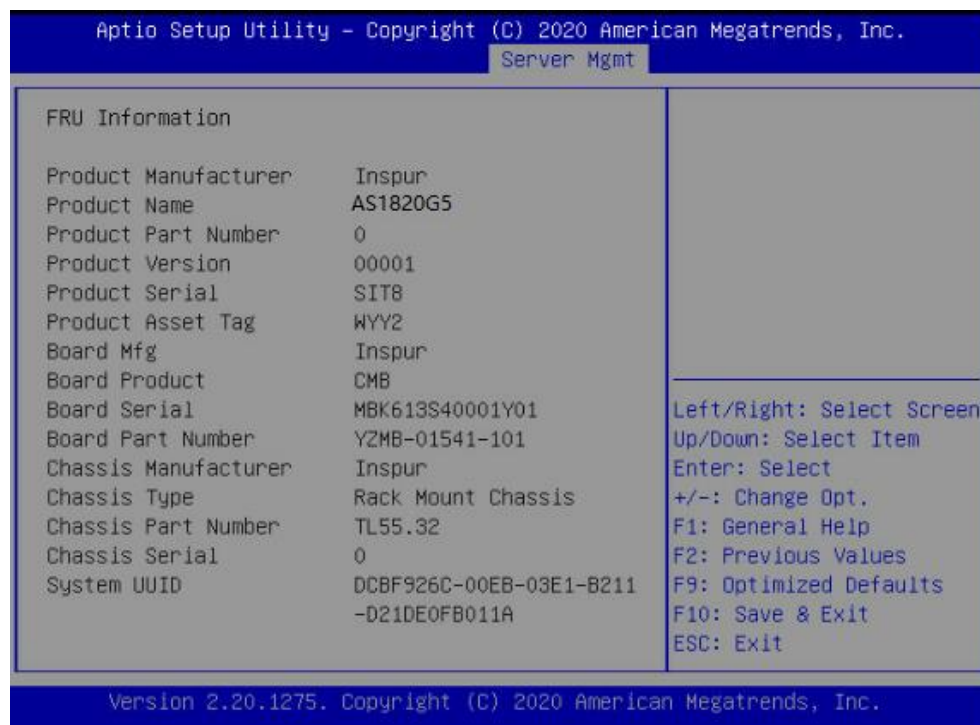 Aptio Setup Utility – Copyright (C) 2020 American Megatrends, Inc.
Server Mgmt
FRU Information
Product Manufacturer Inspur
Product Name AS1820G5
Product Part Number 0
Product Version 00001
Product Serial SIT8
Product Asset Tag WYY2
Board Mfg Inspur
Board Product CMB
Board Serial MBK613S40001Y01
Board Part Number YZMB-01541-101
Chassis Manufacturer Inspur
Chassis Type Rack Mount Chassis
Chassis Part Number TL55.32
Chassis Serial 0
System UUID DCBF926C-00EB-03E1-B211
-D21DE0FB011A
Left/Right: Select Screen
Up/Down: Select Item
Enter: Select
+/-: Change Opt.
F1: General Help
F2: Previous Values
F9: Optimized Defaults
F10: Save & Exit
ESC: Exit
Version 2.20.1275. Copyright (C) 2020 American Megatrends, Inc.